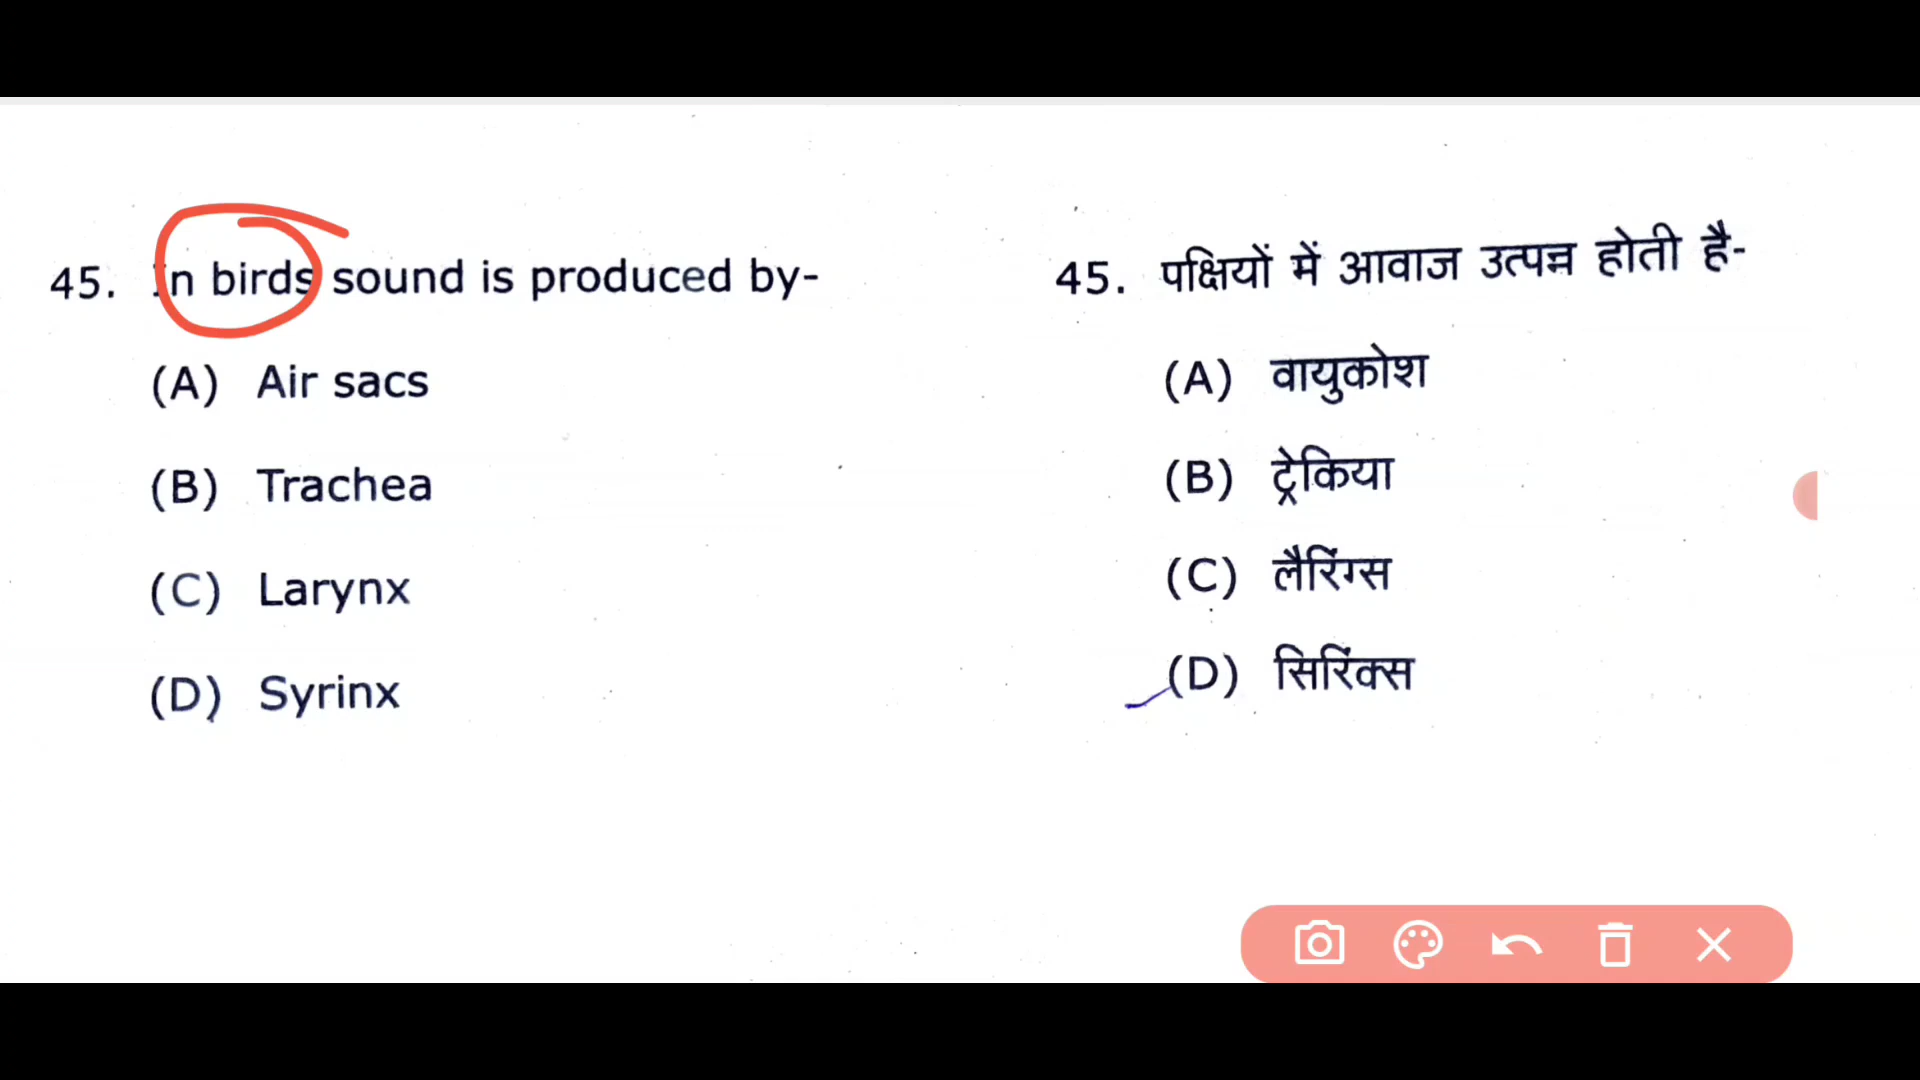 45. In birds sound is produced by-
(A) Air sacs
(B) Trachea
(C) Larynx
(D) Syrinx
45. पक्षियों में आवाज उत्पन्न होती है-
(A) वायुकोश
(B) ट्रेकिया
(C) लैरिंग्स
(D) सिरिंक्स